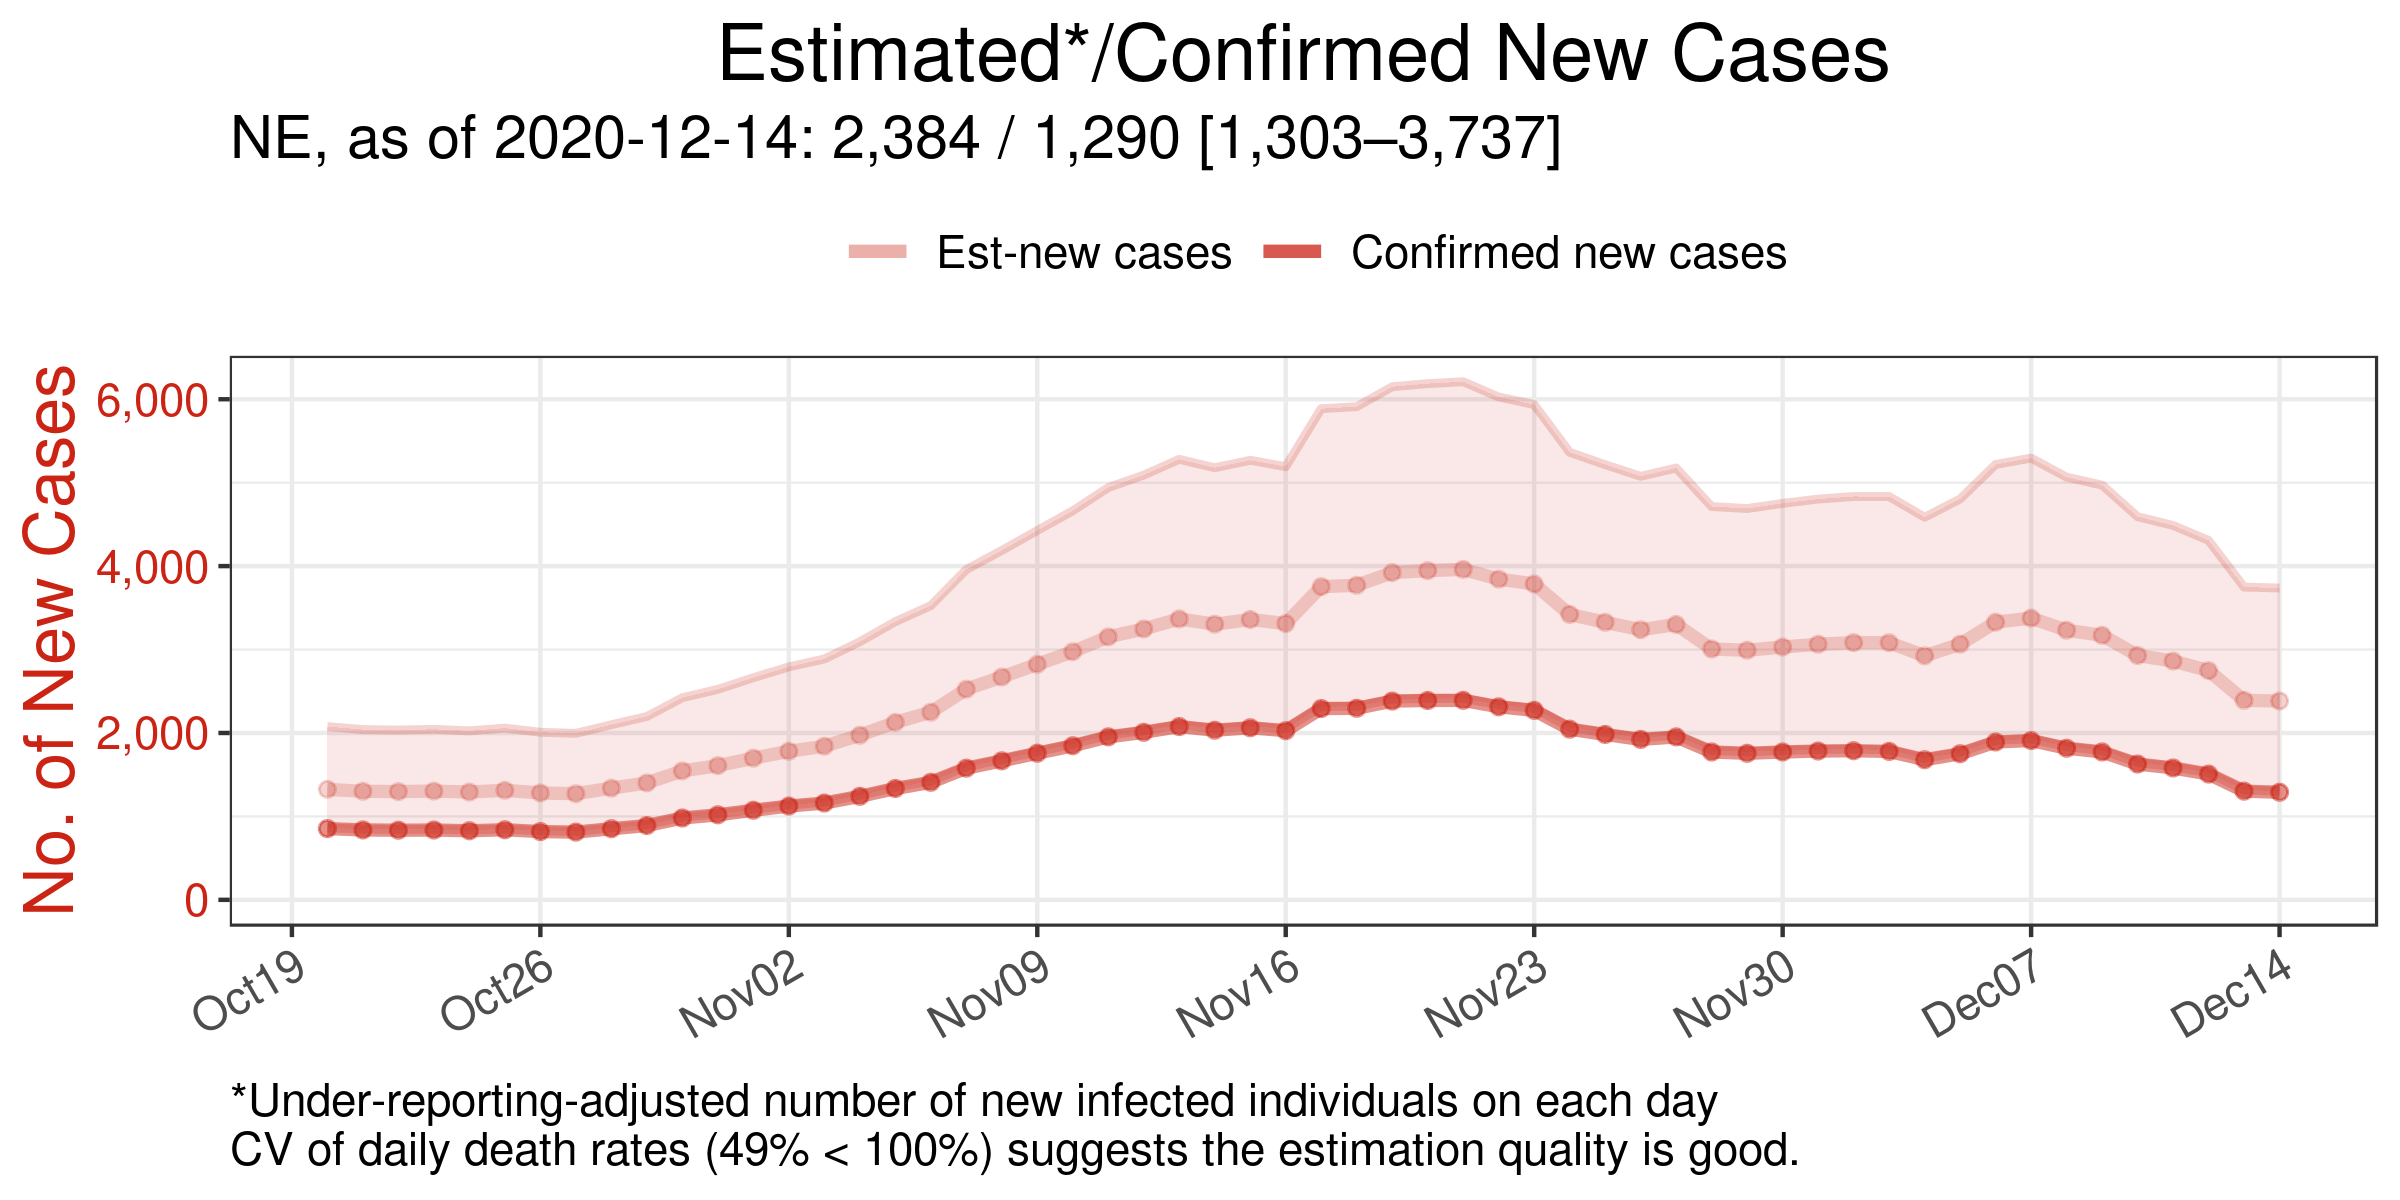 Estimated*/Confirmed New Cases
NE, as of 2020-12-14: 2,384 / 1,290 [1,303–3,737]
Est-new cases
Confirmed new cases
No. of New Cases
6,000
4,000
2,000
0
Oct19
Oct26
Nov02
Nov09
Nov16
Nov23
Nov30
Dec07
Dec14
*Under-reporting-adjusted number of new infected individuals on each day
CV of daily death rates (49% < 100%) suggests the estimation quality is good.